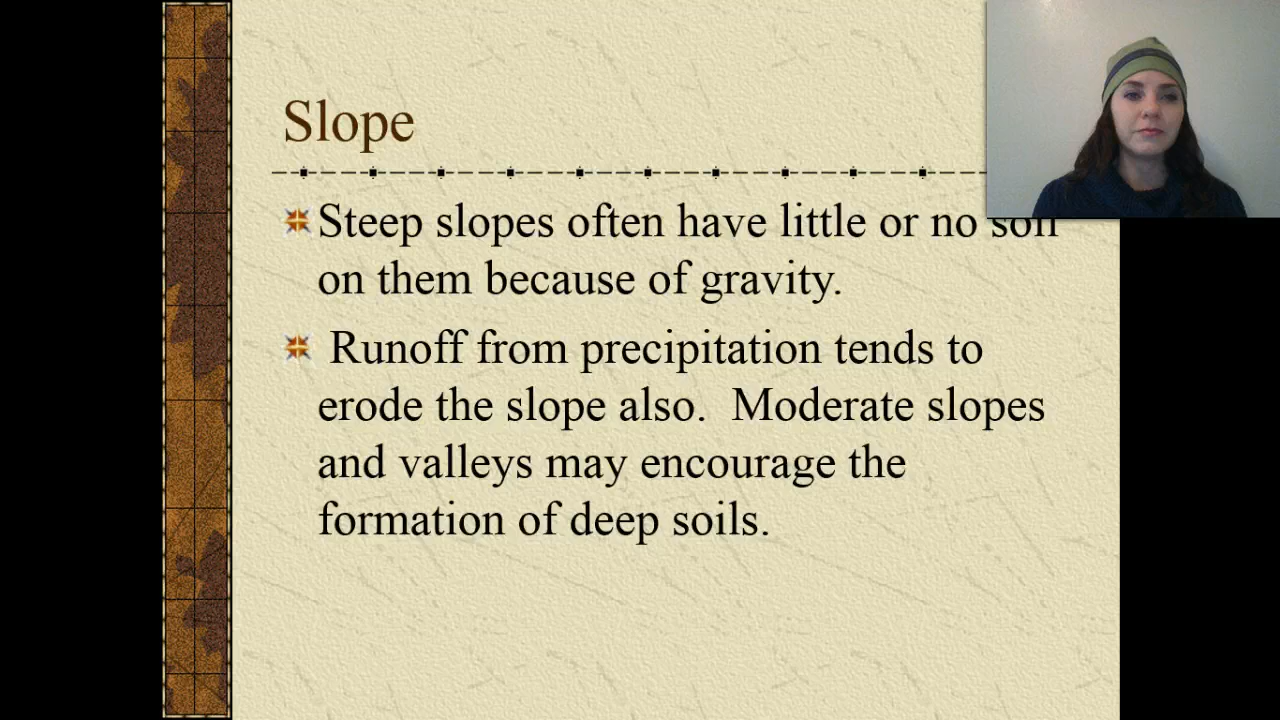 Slope
Steep slopes often have little or no soil
on them because of gravity.
Runoff from precipitation tends to
erode the slope also. Moderate slopes
and valleys may encourage the
formation of deep soils.